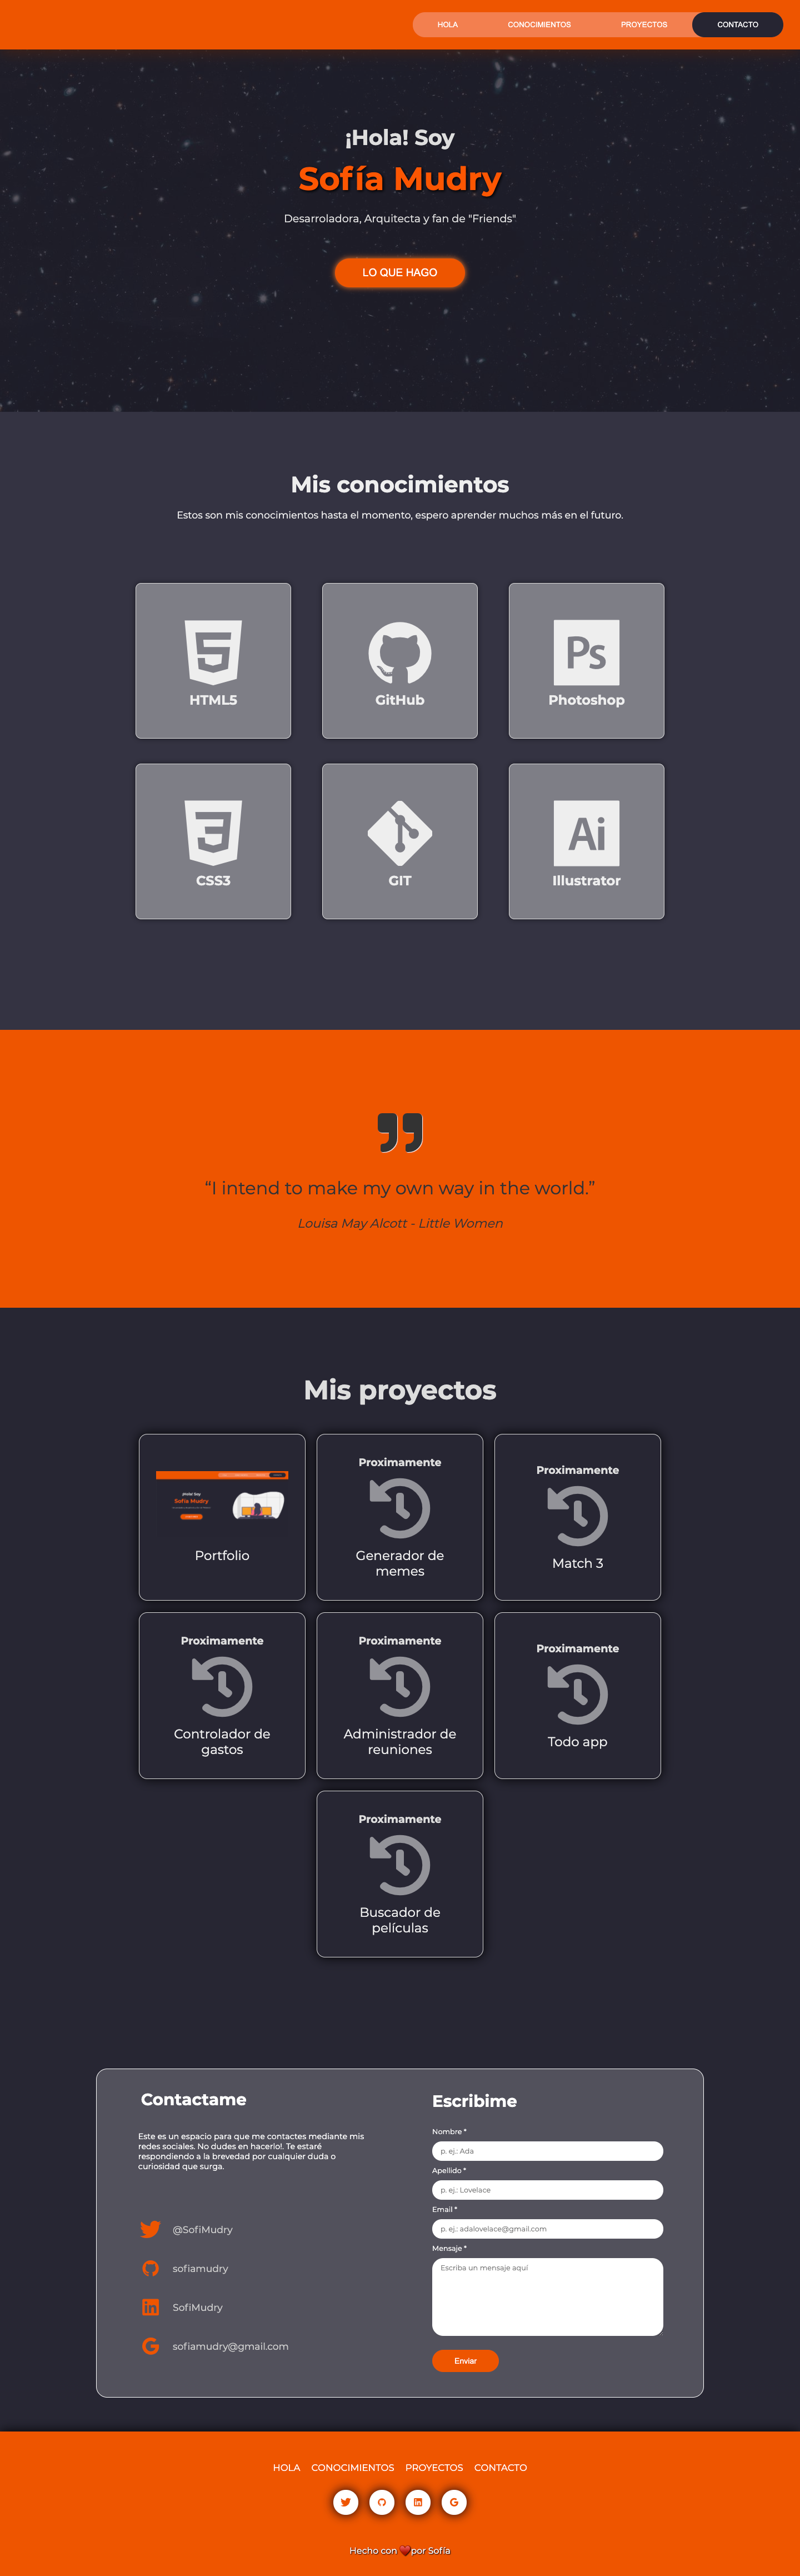 HOLA CONOCIMIENTOS PROYECTOS CONTACTO
¡Hola! Soy
Sofía Mudry
Desarroladora, Arquitecta y fan de "Friends"
LO QUE HAGO
Mis conocimientos
Estos son mis conocimientos hasta el momento, espero aprender muchos más en el futuro.
HTML5
GitHub
Ps
Photoshop
CSS3
GIT
Ai
Illustrator
“I intend to make my own way in the world.”
Louisa May Alcott - Little Women
Mis proyectos
¡Hola! Soy
Sofía Mudry
Portfolio
Proximamente
Generador de
memes
Proximamente
Match 3
Proximamente
Controlador de
gastos
Proximamente
Administrador de
reuniones
Proximamente
Todo app
Proximamente
Buscador de
películas
Contactame
Este es un espacio para que me contactes mediante mis
redes sociales. No dudes en hacerlo!. Te estaré
respondiendo a la brevedad por cualquier duda o
curiosidad que surga.
@SofiMudry
sofiamudry
SofiMudry
sofiamudry@gmail.com
Escribime
Nombre *
p. ej.: Ada
Apellido *
p. ej.: Lovelace
Email *
p. ej.: adalovelace@gmail.com
Mensaje *
Escriba un mensaje aquí
Enviar
HOLA CONOCIMIENTOS PROYECTOS CONTACTO
Hecho con ❤️por Sofía